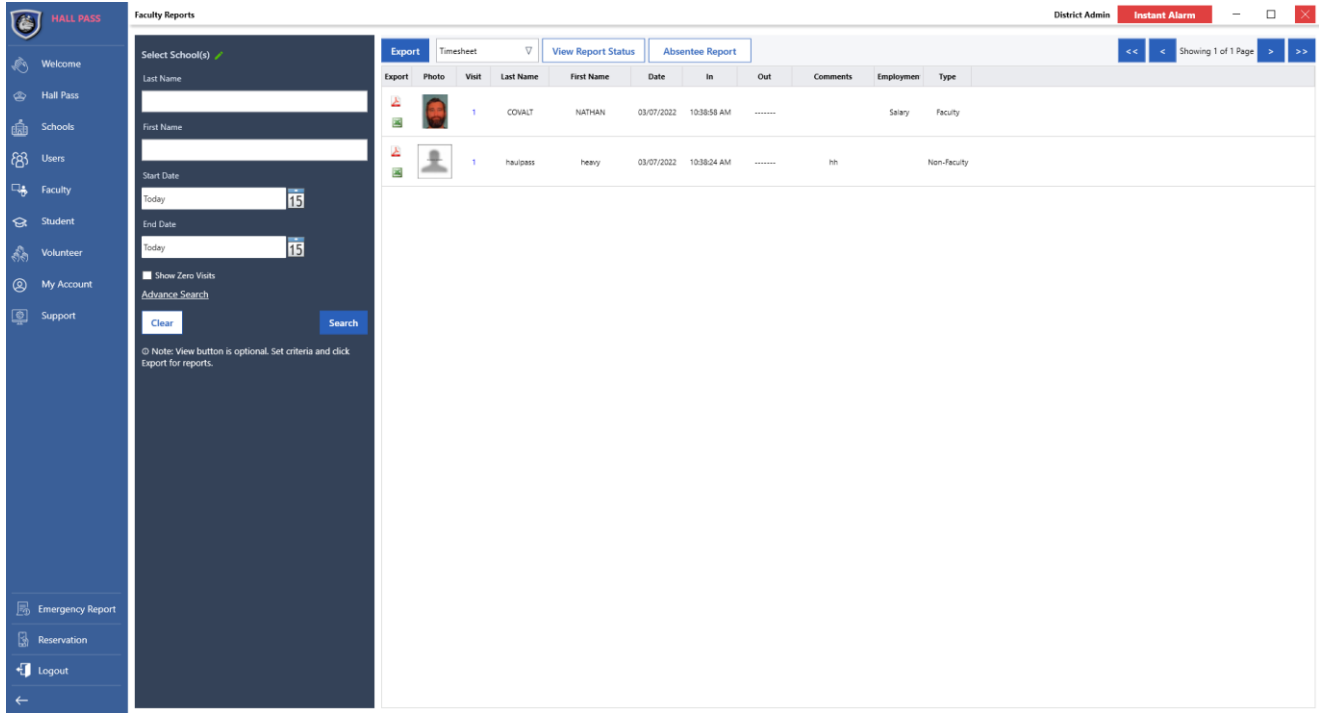 HALL PASS
Faculty Reports
District Admin
Instant Alarm
Welcome
Hall Pass
Schools
Users
Faculty
Student
Volunteer
My Account
Support
Emergency Report
Reservation
Logout
Select School(s)
Last Name
First Name
Start Date
Today
15
End Date
Today
15
Show Zero Visits
Advance Search
Clear
Search
Note: View button is optional. Set criteria and click
Export for reports.
Export
Timesheet
View Report Status
Absentee Report
<< < Showing 1 of 1 Page > >>
Export Photo Visit Last Name First Name Date In Out Comments Employmen Type
1 COVALT NATHAN 03/07/2022 10:38:58 AM ------- Salary Faculty
1 haulpass heavy 03/07/2022 10:38:24 AM ------- hh Non-Faculty